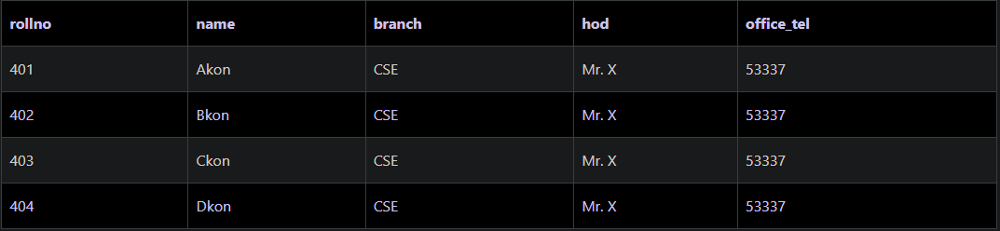 rollno name branch hod office_tel
401 Akon CSE Mr. X 53337
402 Bkon CSE Mr. X 53337
403 Ckon CSE Mr. X 53337
404 Dkon CSE Mr. X 53337